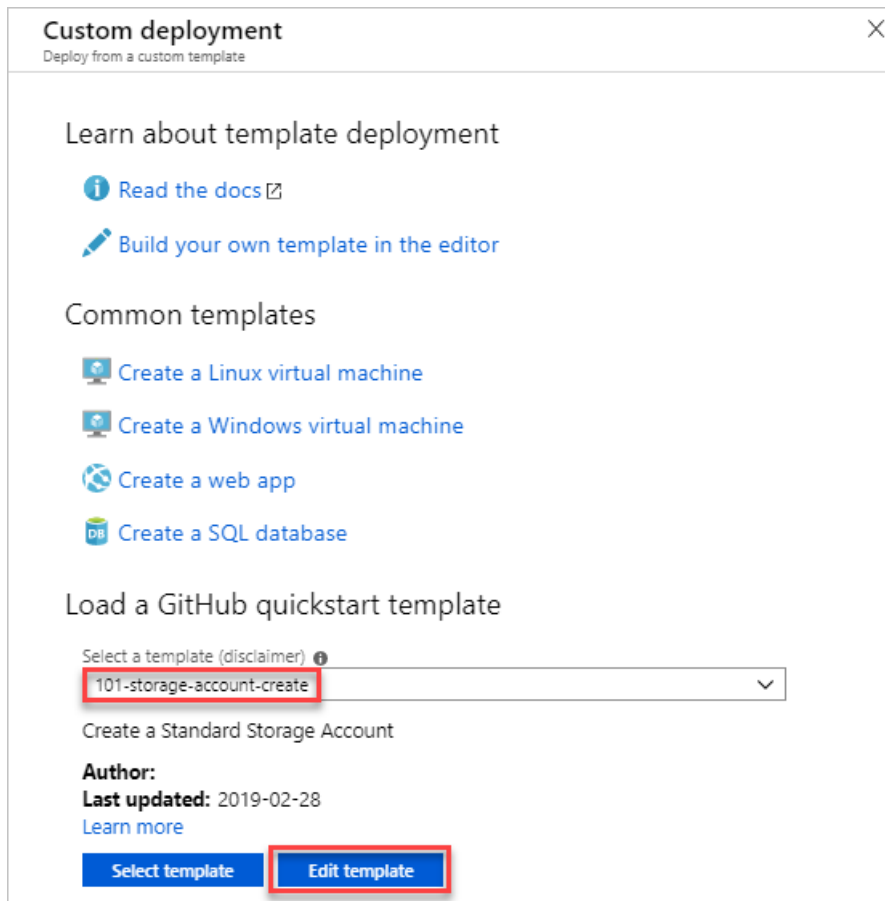 Custom deployment
Deploy from a custom template
Learn about template deployment
Read the docs
Build your own template in the editor
Common templates
Create a Linux virtual machine
Create a Windows virtual machine
Create a web app
DB
Create a SQL database
Load a GitHub quickstart template
Select a template (disclaimer)
101-storage-account-create
Create a Standard Storage Account
Author:
Last updated: 2019-02-28
Learn more
Select template Edit template